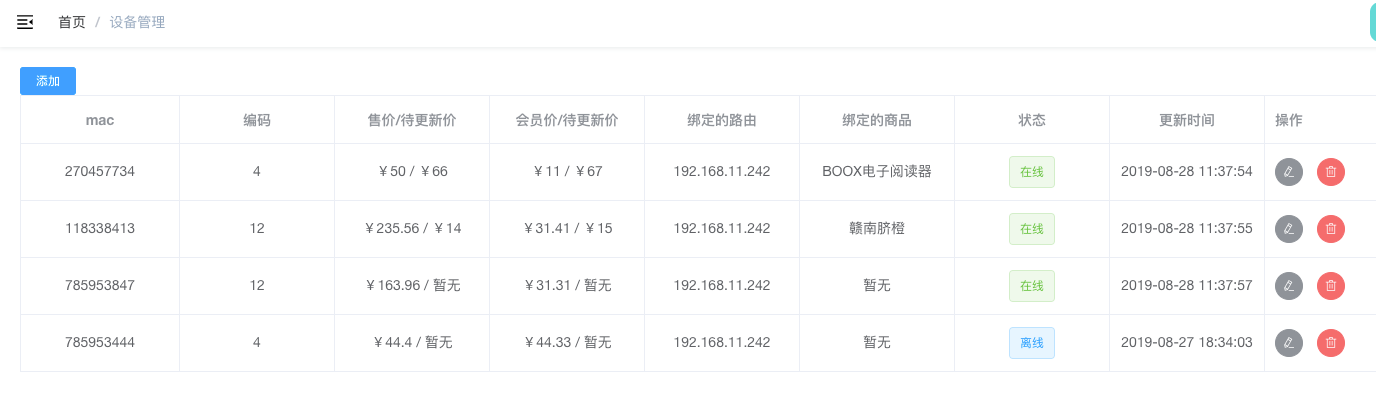 首页 / 设备管理
添加
mac 编码 售价/待更新价 会员价/待更新价 绑定的路由 绑定的商品 状态 更新时间 操作
270457734 4 ￥50 / ￥66 ￥11 / ￥67 192.168.11.242 BOOX电子阅读器 在线 2019-08-28 11:37:54
118338413 12 ￥235.56 / ￥14 ￥31.41 / ￥15 192.168.11.242 赣南脐橙 在线 2019-08-28 11:37:55
785953847 12 ￥163.96 / 暂无 ￥31.31 / 暂无 192.168.11.242 暂无 在线 2019-08-28 11:37:57
785953444 4 ￥44.4 / 暂无 ￥44.33 / 暂无 192.168.11.242 暂无 离线 2019-08-27 18:34:03